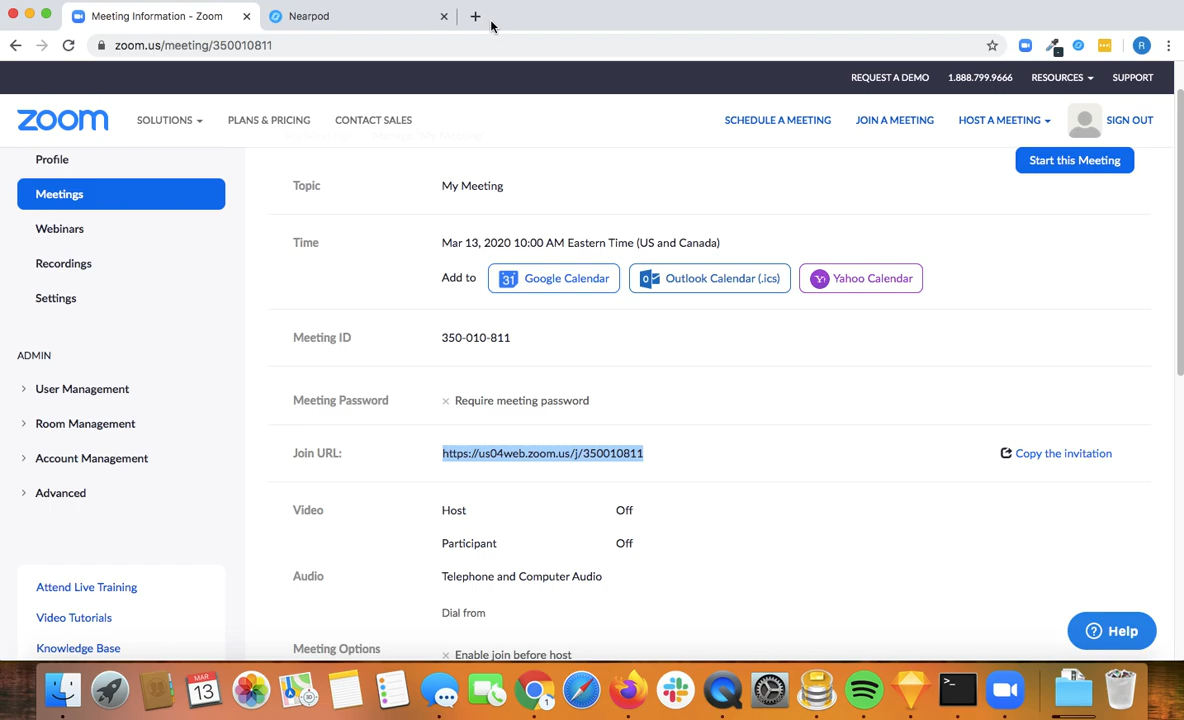 Meeting Information - Zoom
Nearpod
zoom.us/meeting/350010811
R
REQUEST A DEMO 1.888.799.9666 RESOURCES SUPPORT
zoom SOLUTIONS PLANS & PRICING CONTACT SALES SCHEDULE A MEETING JOIN A MEETING HOST A MEETING SIGN OUT
Profile
Meetings
Webinars
Recordings
Settings
ADMIN
User Management
Room Management
Account Management
Advanced
Attend Live Training
Video Tutorials
Knowledge Base
Start this Meeting
Topic My Meeting
Time Mar 13, 2020 10:00 AM Eastern Time (US and Canada)
Add to 31 Google Calendar Outlook Calendar (.ics) Yahoo Calendar
Meeting ID 350-010-811
Meeting Password × Require meeting password
Join URL: https://us04web.zoom.us/j/350010811 Copy the invitation
Video Host Off
Participant Off
Audio Telephone and Computer Audio
Dial from
Meeting Options × Enable join before host
? Help
MAR
13
1